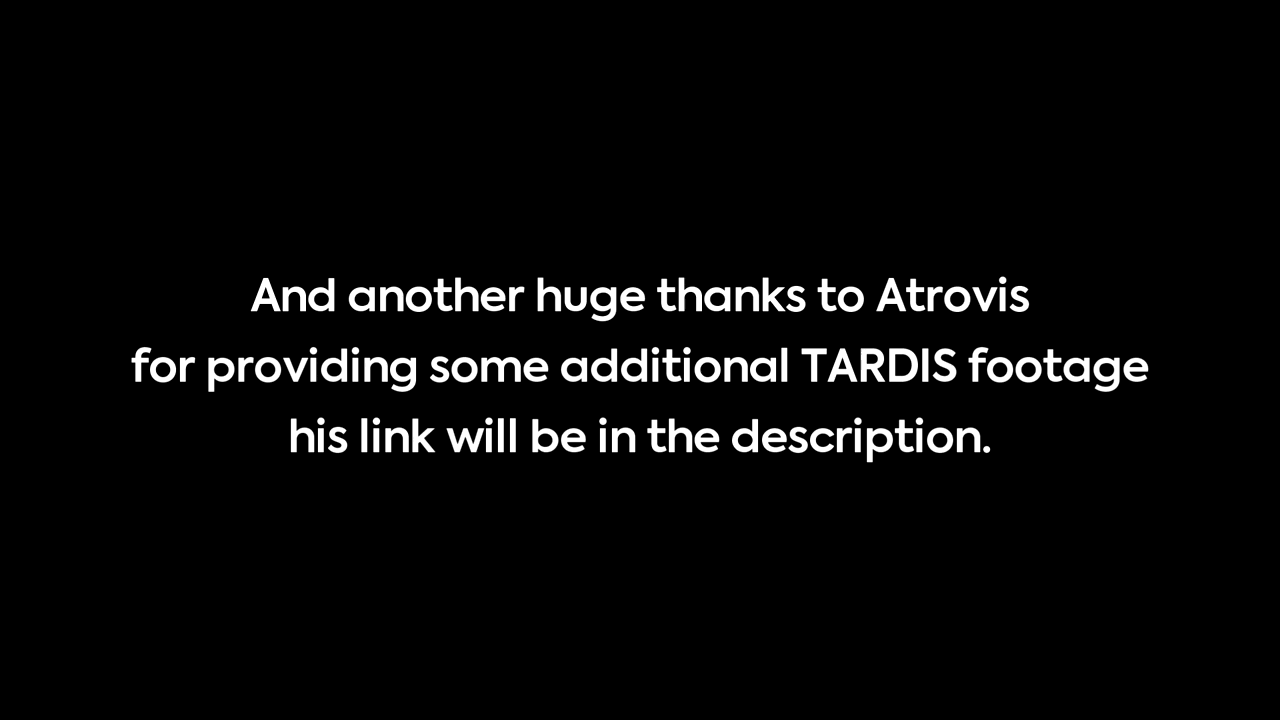 And another huge thanks to Atrovis
for providing some additional TARDIS footage
his link will be in the description.